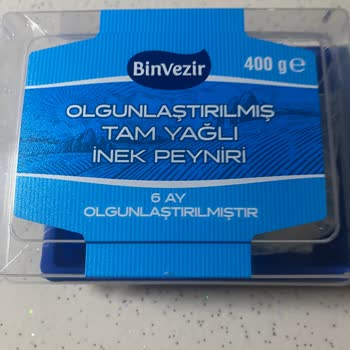 BinVezir
400 g ℮
OLGUNLAŞTIRILMIŞ
TAM YAĞLI
İNEK PEYNİRİ
6 AY
OLGUNLAŞTIRILMIŞTIR